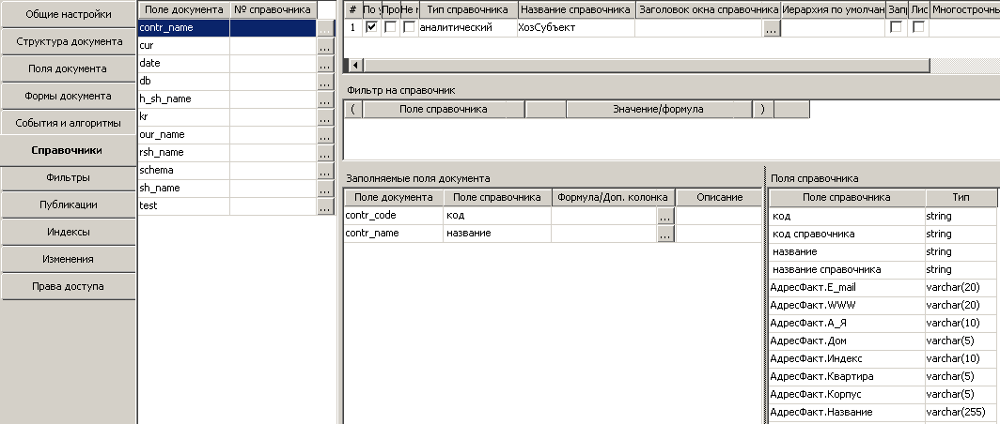 Общие настройки
Структура документа
Поля документа
Формы документа
События и алгоритмы
Справочники
Фильтры
Публикации
Индексы
Изменения
Права доступа
Поле документа № справочника
contr_name ...
cur ...
date ...
db ...
h_sh_name ...
kr ...
our_name ...
rsh_name ...
schema ...
sh_name ...
test ...
# По у Про Не п Тип справочника Название справочника Заголовок окна справочника Иерархия по умолчан Запр Лис Многострочны
1 аналитический ХозСубъект ...
Фильтр на справочник
( Поле справочника Значение/формула )
Заполняемые поля документа
Поле документа Поле справочника Формула/Доп. колонка Описание
contr_code код ...
contr_name название ...
Поля справочника
Поле справочника Тип
код string
код справочника string
название string
название справочника string
АдресФакт.E_mail varchar(20)
АдресФакт.WWW varchar(20)
АдресФакт.А_Я varchar(10)
АдресФакт.Дом varchar(5)
АдресФакт.Индекс varchar(10)
АдресФакт.Квартира varchar(5)
АдресФакт.Корпус varchar(5)
АдресФакт.Название varchar(255)